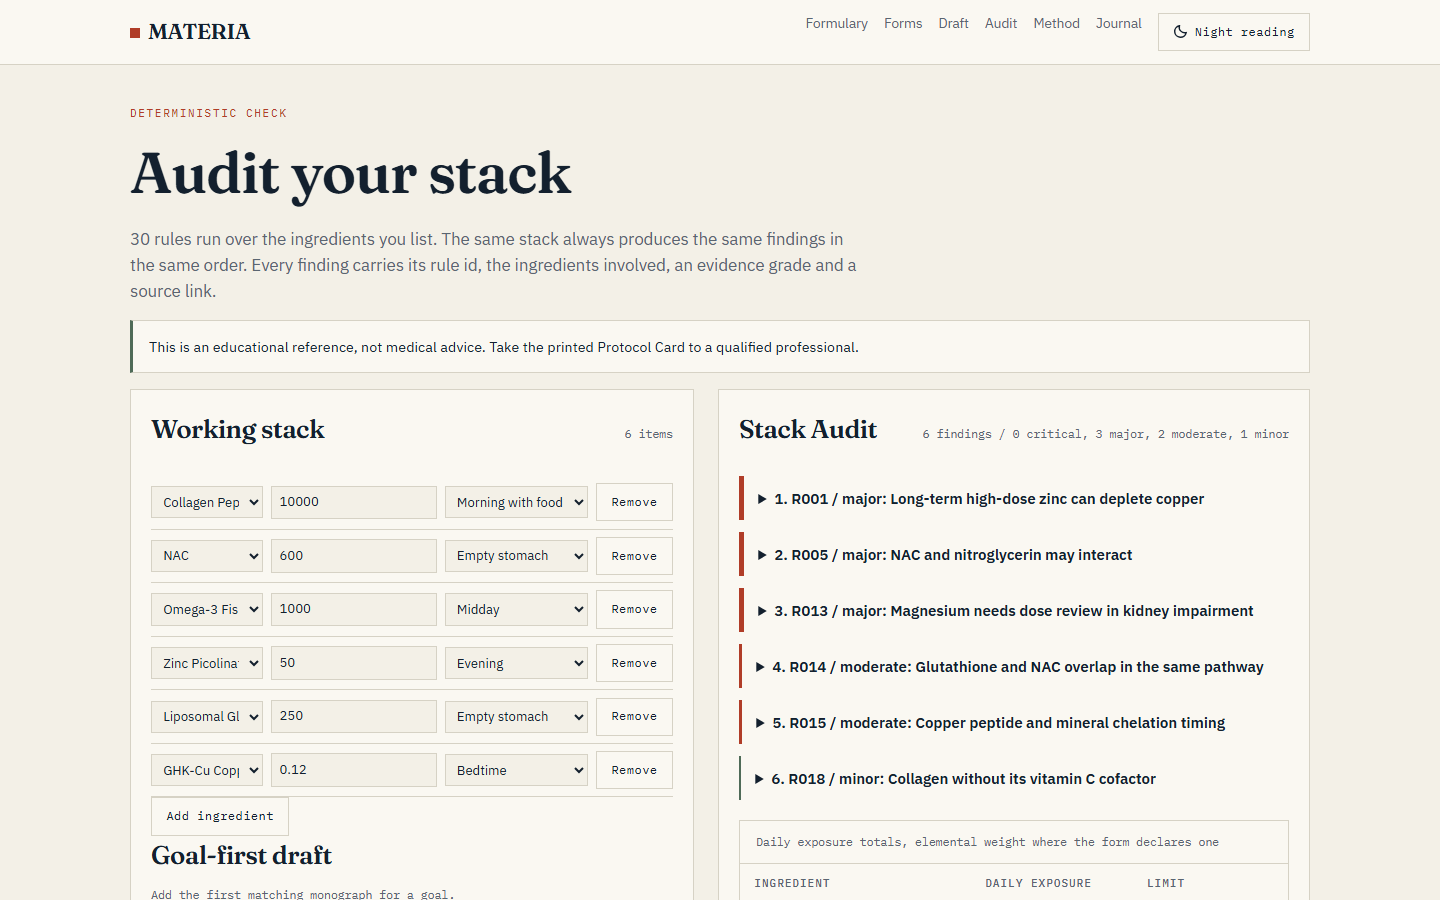 MATERIA
Formulary Forms Draft Audit Method Journal Night reading
DETERMINISTIC CHECK
Audit your stack
30 rules run over the ingredients you list. The same stack always produces the same findings in
the same order. Every finding carries its rule id, the ingredients involved, an evidence grade and a
source link.
This is an educational reference, not medical advice. Take the printed Protocol Card to a qualified professional.
Working stack
6 items
Collagen Pep 10000 Morning with food Remove
NAC 600 Empty stomach Remove
Omega-3 Fis 1000 Midday Remove
Zinc Picolina 50 Evening Remove
Liposomal Gl 250 Empty stomach Remove
GHK-Cu Copp 0.12 Bedtime Remove
Add ingredient
Goal-first draft
Add the first matching monograph for a goal.
Stack Audit
6 findings / 0 critical, 3 major, 2 moderate, 1 minor
1. R001 / major: Long-term high-dose zinc can deplete copper
2. R005 / major: NAC and nitroglycerin may interact
3. R013 / major: Magnesium needs dose review in kidney impairment
4. R014 / moderate: Glutathione and NAC overlap in the same pathway
5. R015 / moderate: Copper peptide and mineral chelation timing
6. R018 / minor: Collagen without its vitamin C cofactor
Daily exposure totals, elemental weight where the form declares one
INGREDIENT DAILY EXPOSURE LIMIT